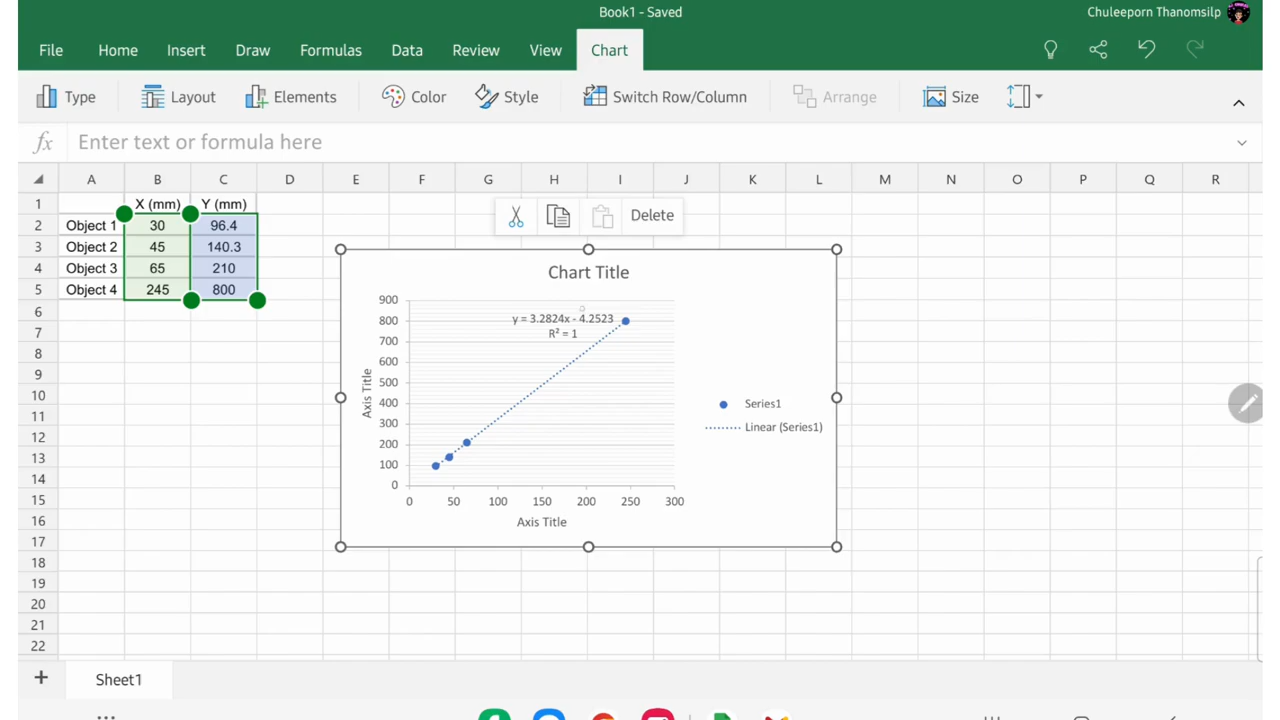 Book1 - Saved
Chuleeporn Thanomsilp
File Home Insert Draw Formulas Data Review View Chart
Type Layout Elements Color Style Switch Row/Column Arrange Size
fx Enter text or formula here
A B C D E F G H I J K L M N O P Q R
1 X (mm) Y (mm)
2 Object 1 30 96.4
3 Object 2 45 140.3
4 Object 3 65 210
5 Object 4 245 800
6
7
8
9
10
11
12
13
14
15
16
17
18
19
20
21
22
Delete
Chart Title
900
800
700
600
500
400
300
200
100
0
y = 3.2824x - 4.2523
R² = 1
Axis Title
0 50 100 150 200 250 300
Axis Title
Series1
Linear (Series1)
+ Sheet1